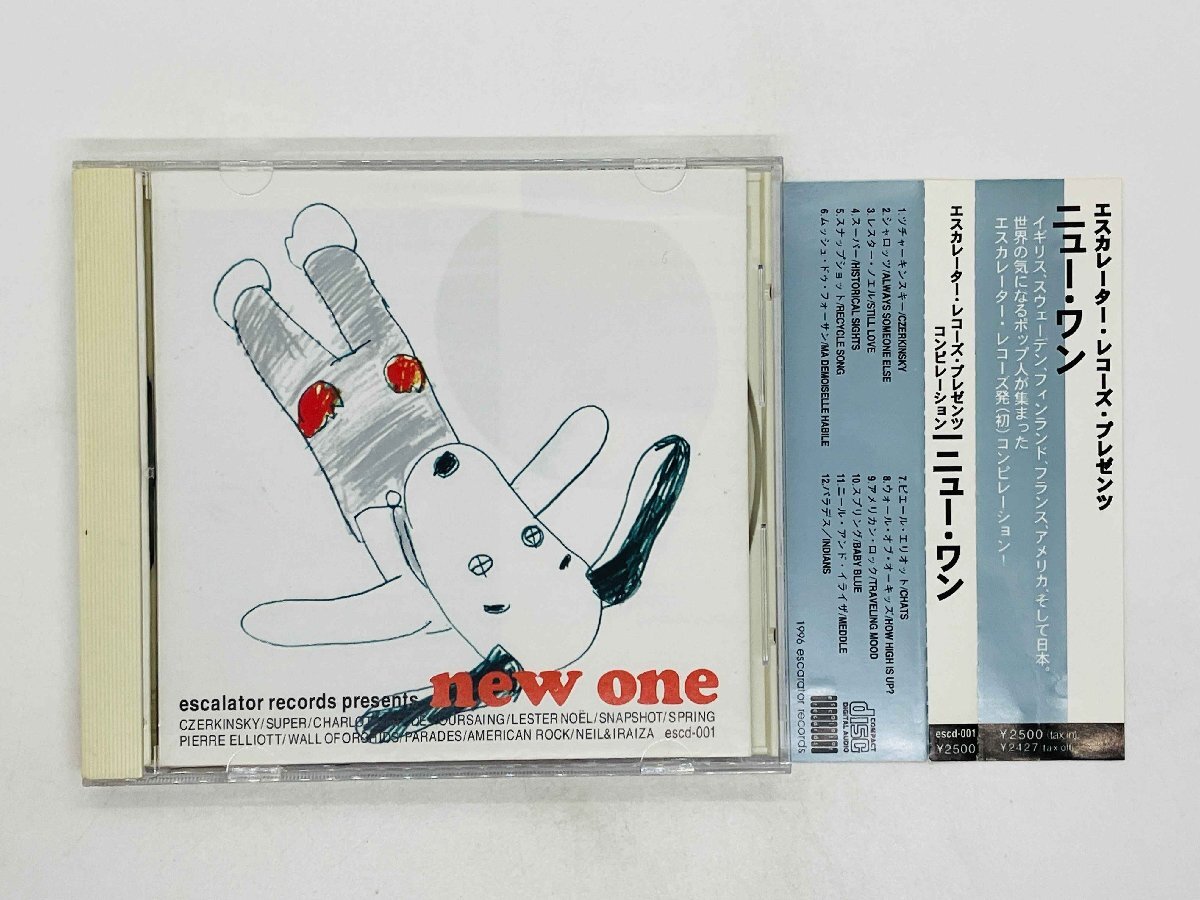 escalator records presents new one
CZERKINSKY/SUPER/CHARLOTTES/ /LESTER NOËL/SNAPSHOT/SPRING
PIERRE ELLIOTT/WALL OF ORCHIDS/PARADES/AMERICAN ROCK/NEIL&IRAIZA escd-001
1.ツチャーキンスキー/CZERKINSKY
2.シャロッツ/ALWAYS SOMEONE ELSE
3.レスター・ノエル/STILL LOVE
4.スーパー/HISTORICAL SIGHTS
5.スナップショット/RECYCLE SONG
6.ムッシュ・ドゥ・フォーサン/MA DEMOISELLE HABILE
7.ピエール・エリオット/CHATS
8.ウォール・オブ・オーキッズ/HOW HIGH IS UP?
9.アメリカン・ロック/TRAVELING MOOD
10.スプリング/BABY BLUE
11.ニール・アンド・イライザ/MEDDLE
12.パラデス/INDIANS
1996 escarator records
COMPACT
disc
DIGITAL AUDIO
エスカレーター・レコーズ・プレゼンツ
コンピレーション
ニュー・ワン
escd-001
¥2500
エスカレーター・レコーズ・プレゼンツ
ニュー・ワン
イギリス、スウェーデン、フィンランド、フランス、アメリカ、そして日本。
世界の気になるポップ人が集まった
エスカレーター・レコーズ発(初)コンピレーション!
¥2500 tax in
¥2427 tax off